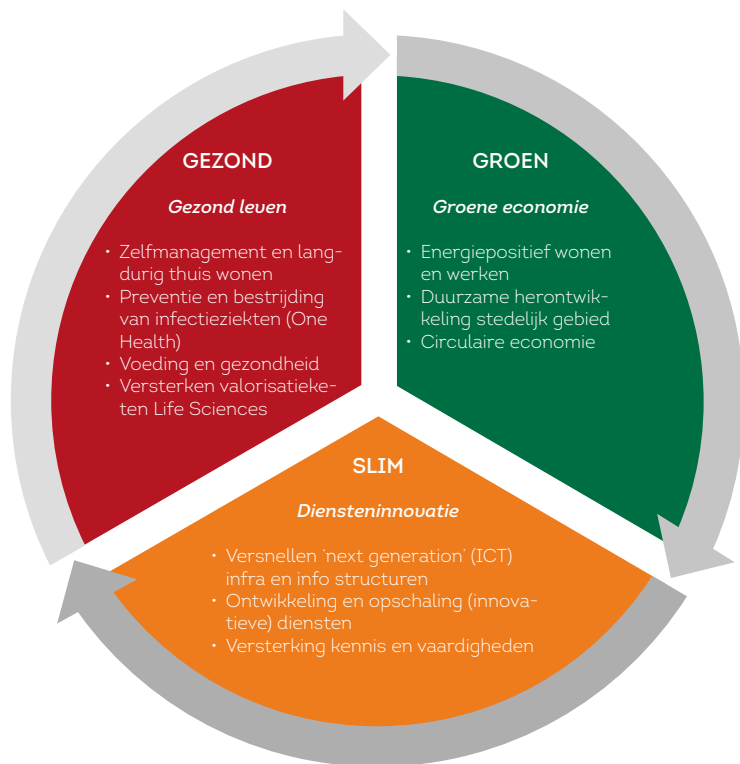 GEZOND
Gezond leven
• Zelfmanagement en lang-
durig thuis wonen
• Preventie en bestrijding
van infectieziekten (One
Health)
• Voeding en gezondheid
• Versterken valorisatieke-
ten Life Sciences
GROEN
Groene economie
• Energiepositief wonen
en werken
• Duurzame herontwik-
keling stedelijk gebied
• Circulaire economie
SLIM
Diensteninnovatie
• Versnellen ‘next generation’ (ICT)
infra en info structuren
• Ontwikkeling en opschaling (innova-
tieve) diensten
• Versterking kennis en vaardigheden